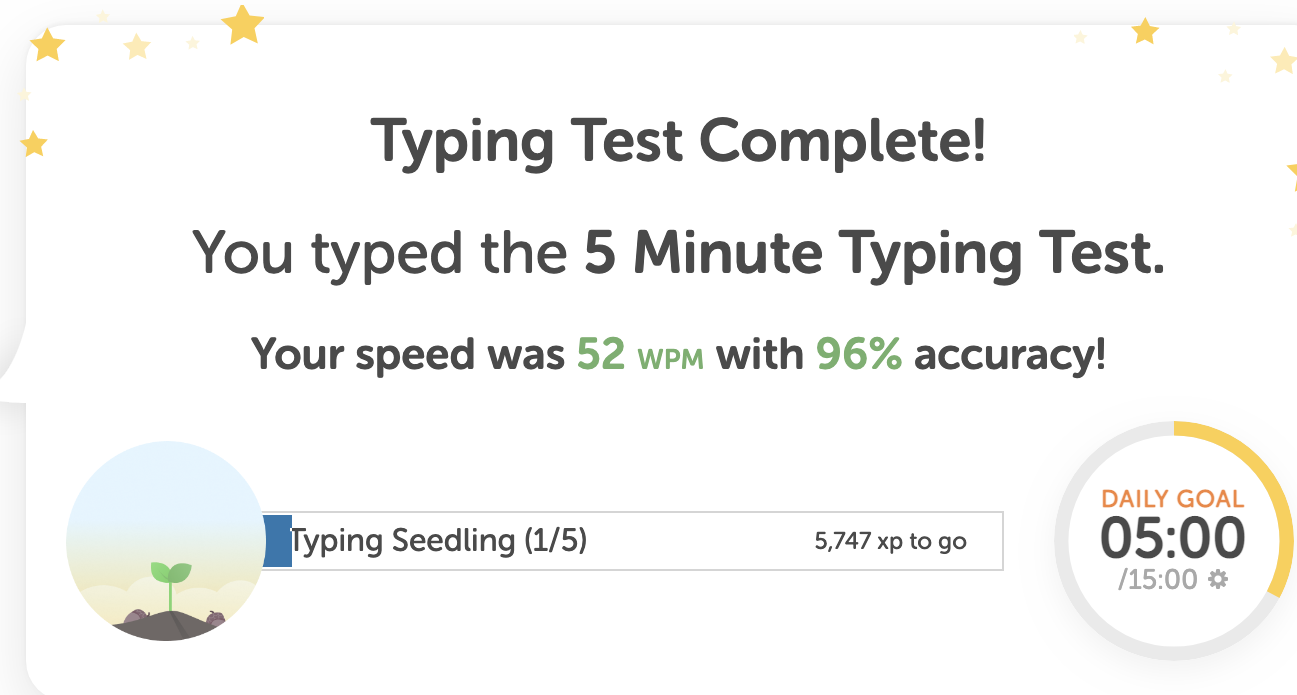 Typing Test Complete!
You typed the 5 Minute Typing Test.
Your speed was 52 WPM with 96% accuracy!
Typing Seedling (1/5) 5,747 xp to go
DAILY GOAL
05:00
/15:00